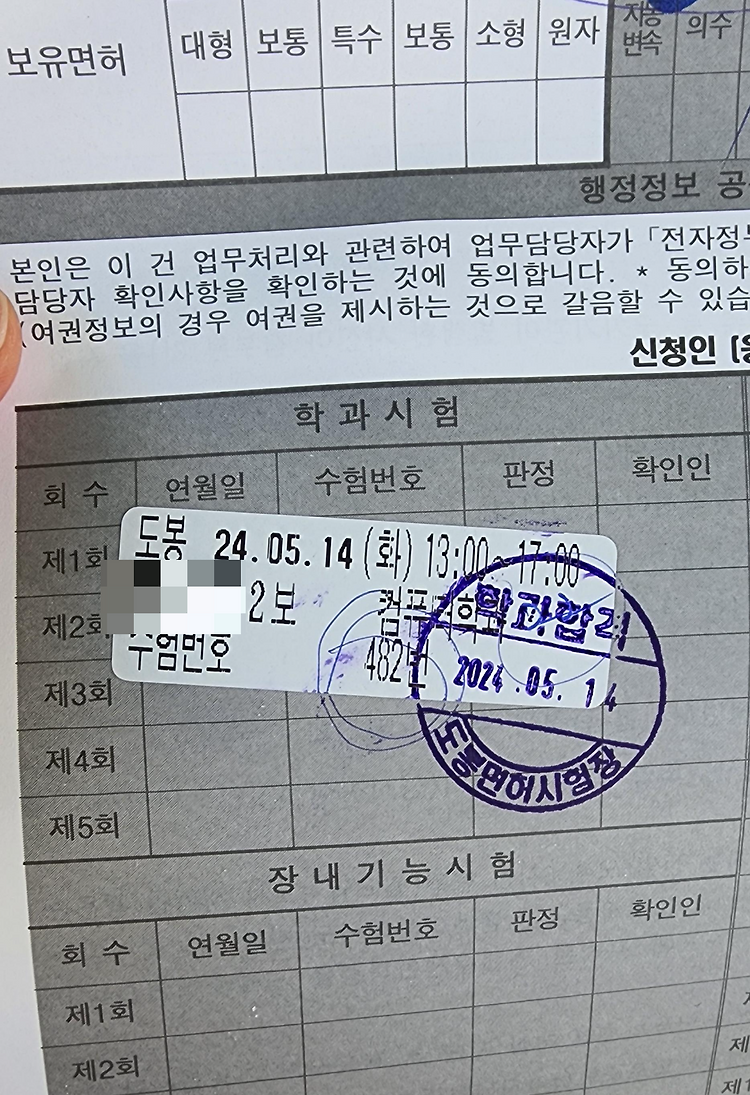 보유면허 대형 보통 특수 보통 소형 원자 자동변속 의수
행정정보 공
본인은 이 건 업무처리와 관련하여 업무담당자가 「전자정부
담당자 확인사항을 확인하는 것에 동의합니다. * 동의하
(여권정보의 경우 여권을 제시하는 것으로 갈음할 수 있습
신청인
학과시험
회 수 연월일 수험번호 판정 확인인
도봉 24.05.14(화) 13:00~17:00
제1회
2보
학과합격
제2회
수험번호 482번
2024.05.14
제3회
도봉면허시험장
제4회
제5회
장내기능시험
회 수 연월일 수험번호 판정 확인인
제1회
제2회